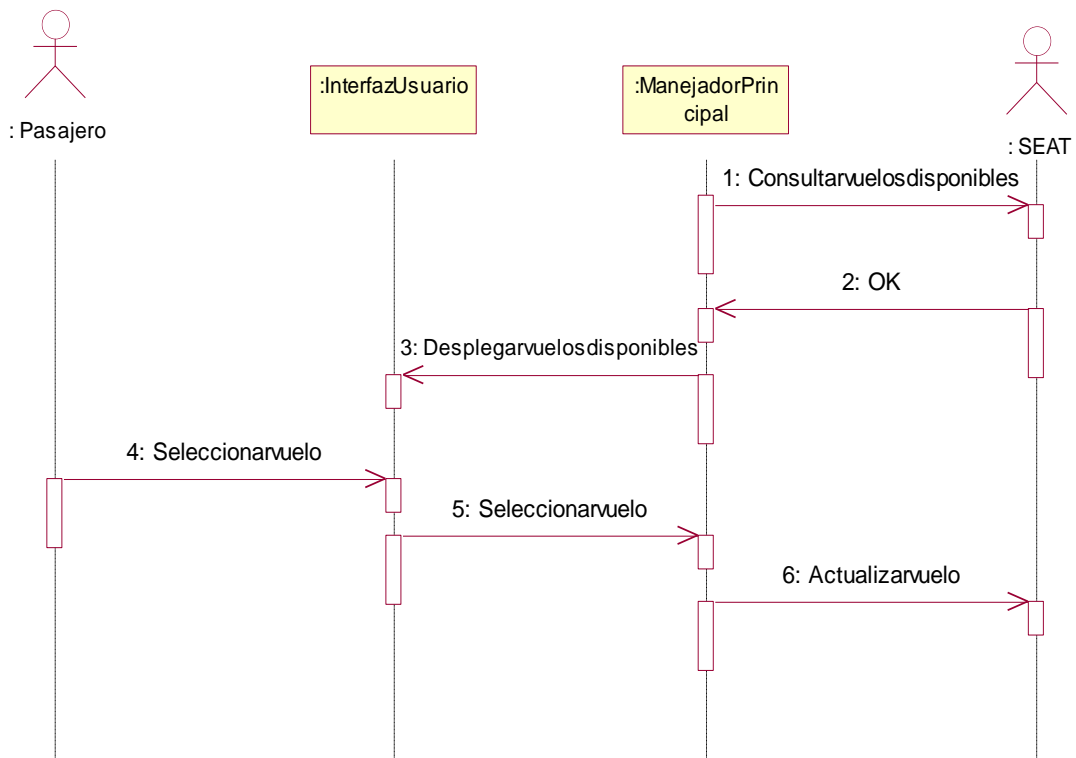 : Pasajero
:InterfazUsuario
:ManejadorPrin
cipal
: SEAT
1: Consultarvuelosdisponibles
2: OK
3: Desplegarvuelosdisponibles
4: Seleccionarvuelo
5: Seleccionarvuelo
6: Actualizarvuelo